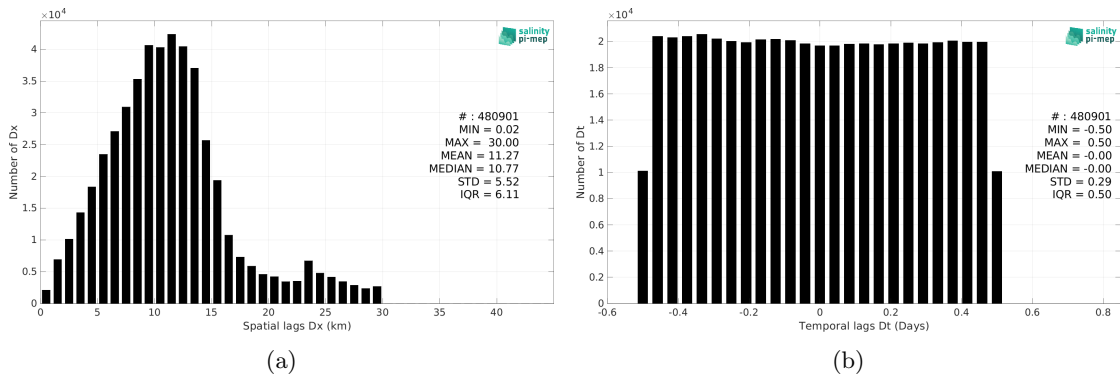 ×10⁴
4
3.5
3
2.5
2
1.5
1
0.5
0
Number of Dx
0 5 10 15 20 25 30 35 40
Spatial lags Dx (km)
salinity
pi-mep
# : 480901
MIN = 0.02
MAX = 30.00
MEAN = 11.27
MEDIAN = 10.77
STD = 5.52
IQR = 6.11
(a)
×10⁴
2
1.8
1.6
1.4
1.2
1
0.8
0.6
0.4
0.2
0
Number of Dt
-0.6 -0.4 -0.2 0 0.2 0.4 0.6 0.8
Temporal lags Dt (Days)
salinity
pi-mep
# : 480901
MIN = -0.50
MAX = 0.50
MEAN = -0.00
MEDIAN = -0.00
STD = 0.29
IQR = 0.50
(b)